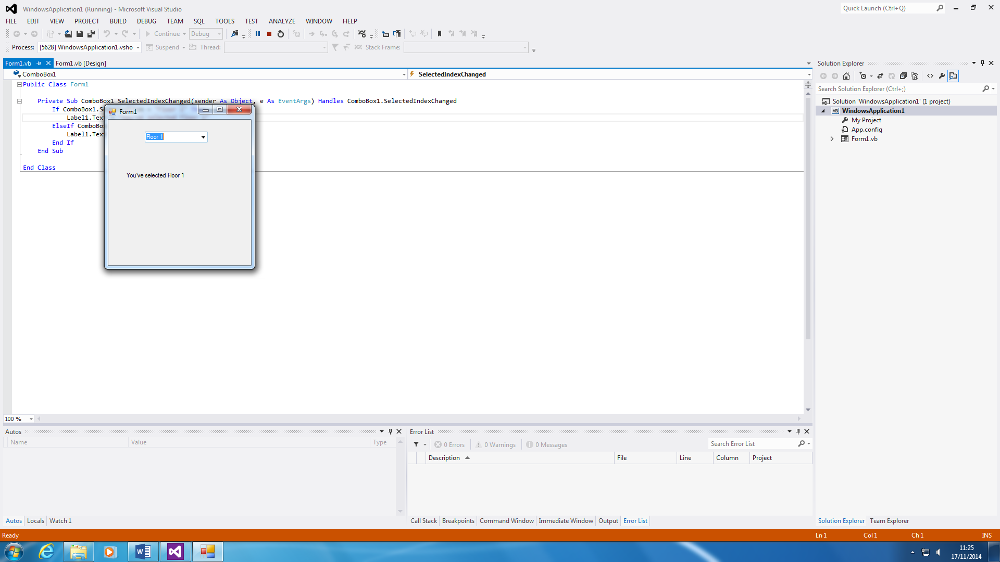 WindowsApplication1 (Running) - Microsoft Visual Studio
Quick Launch (Ctrl+Q)
FILE EDIT VIEW PROJECT BUILD DEBUG TEAM SQL TOOLS TEST ANALYZE WINDOW HELP
Continue Debug
Process: [5628] WindowsApplication1.vsho Suspend Thread: Stack Frame:
Form1.vb Form1.vb [Design]
ComboBox1 SelectedIndexChanged
Public Class Form1
Private Sub ComboBox1_SelectedIndexChanged(sender As Object, e As EventArgs) Handles ComboBox1.SelectedIndexChanged
If ComboBox1.S
Label1.Tex
ElseIf ComboBo
Label1.Tex
End If
End Sub
End Class
Form1
Floor 1
You've selected Floor 1
Solution Explorer
Search Solution Explorer (Ctrl+;)
Solution 'WindowsApplication1' (1 project)
VB WindowsApplication1
My Project
App.config
Form1.vb
100 %
Autos
Name Value Type
Autos Locals Watch 1
Error List
0 Errors 0 Warnings 0 Messages
Search Error List
Description File Line Column Project
Call Stack Breakpoints Command Window Immediate Window Output Error List
Solution Explorer Team Explorer
Ready Ln 1 Col 1 Ch 1 INS
11:25
17/11/2014